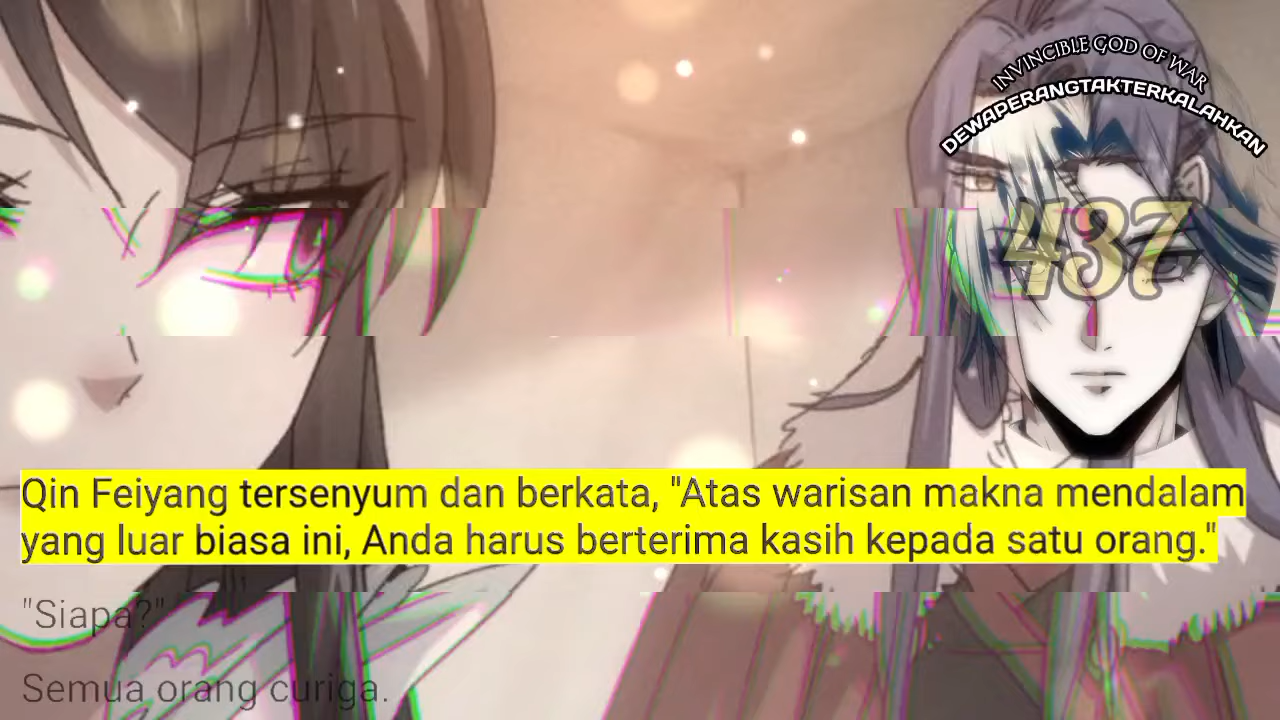 INVINCIBLE GOD OF WAR
DEWAPERANGTAKTERKALAHKAN
437
Qin Feiyang tersenyum dan berkata, "Atas warisan makna mendalam
yang luar biasa ini, Anda harus berterima kasih kepada satu orang."
"Siapa?"
Semua orang curiga.